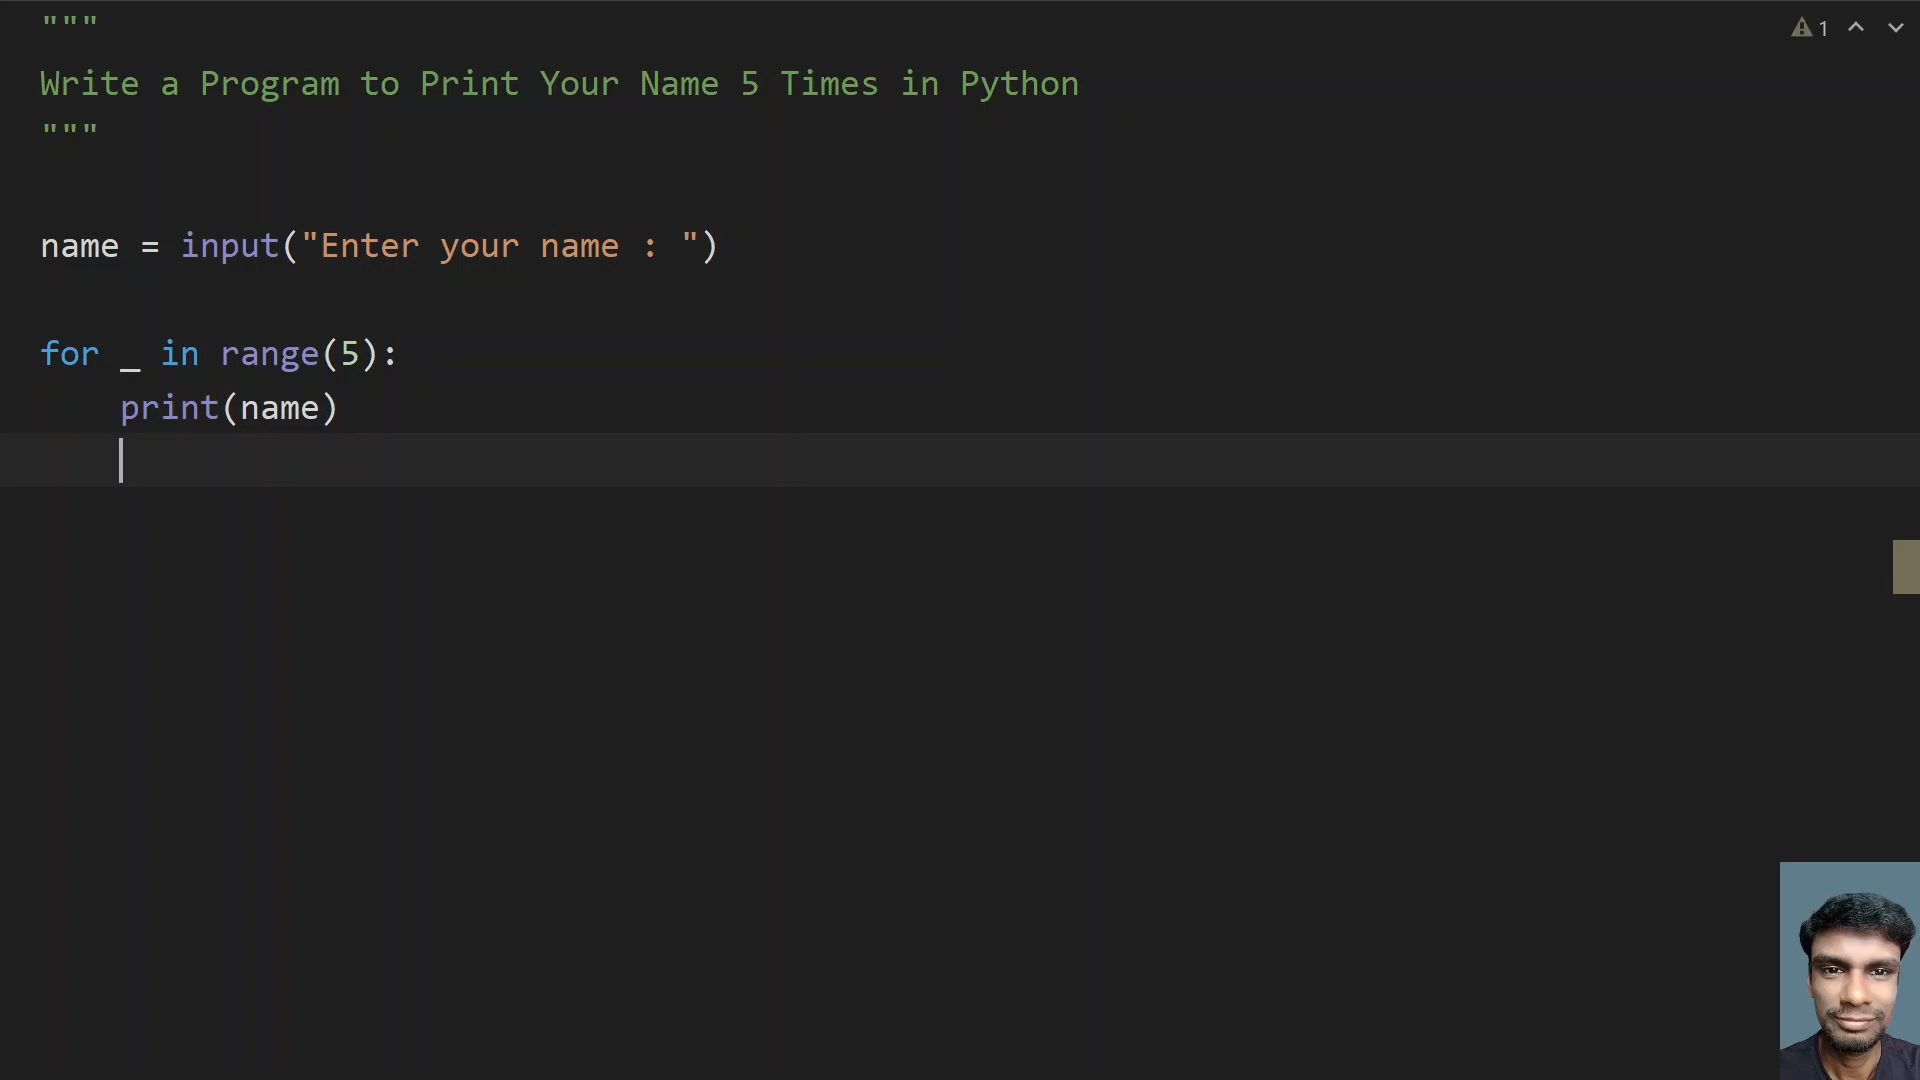 """
Write a Program to Print Your Name 5 Times in Python
"""
1
name = input("Enter your name : ")
for _ in range(5):
    print(name)